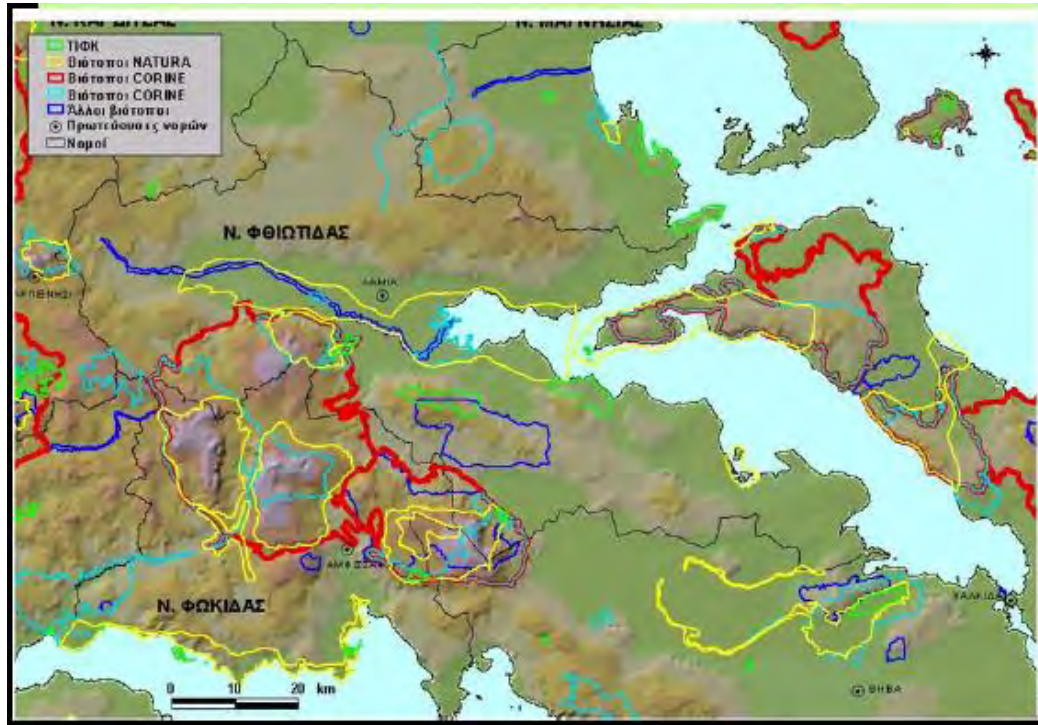 Ν. ΚΑΡΔΙΤΣΑΣ
Ν. ΜΑΓΝΗΣΙΑΣ
ΤΙΦΚ
Βιότοποι NATURA
Βιότοποι CORINE
Βιότοποι CORINE
Άλλοι βιότοποι
Πρωτεύουσες νομών
Νομοί
Ν. ΦΘΙΩΤΙΔΑΣ
ΛΑΜΙΑ
ΑΜΦΙΣΣΑ
Ν. ΦΩΚΙΔΑΣ
ΧΑΛΚΙΔΑ
ΘΗΒΑ
0 10 20 km